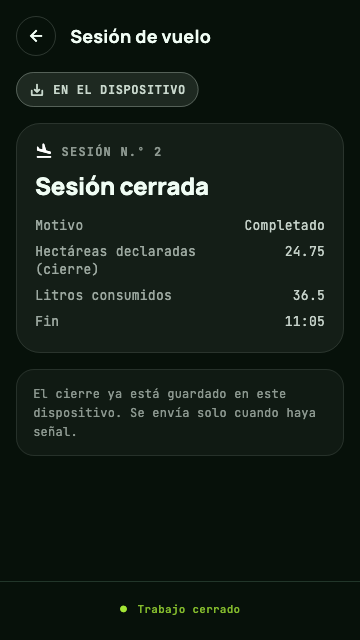 Sesión de vuelo
EN EL DISPOSITIVO
SESIÓN N.° 2
Sesión cerrada
Motivo Completado
Hectáreas declaradas (cierre) 24.75
Litros consumidos 36.5
Fin 11:05
El cierre ya está guardado en este
dispositivo. Se envía solo cuando haya
señal.
Trabajo cerrado